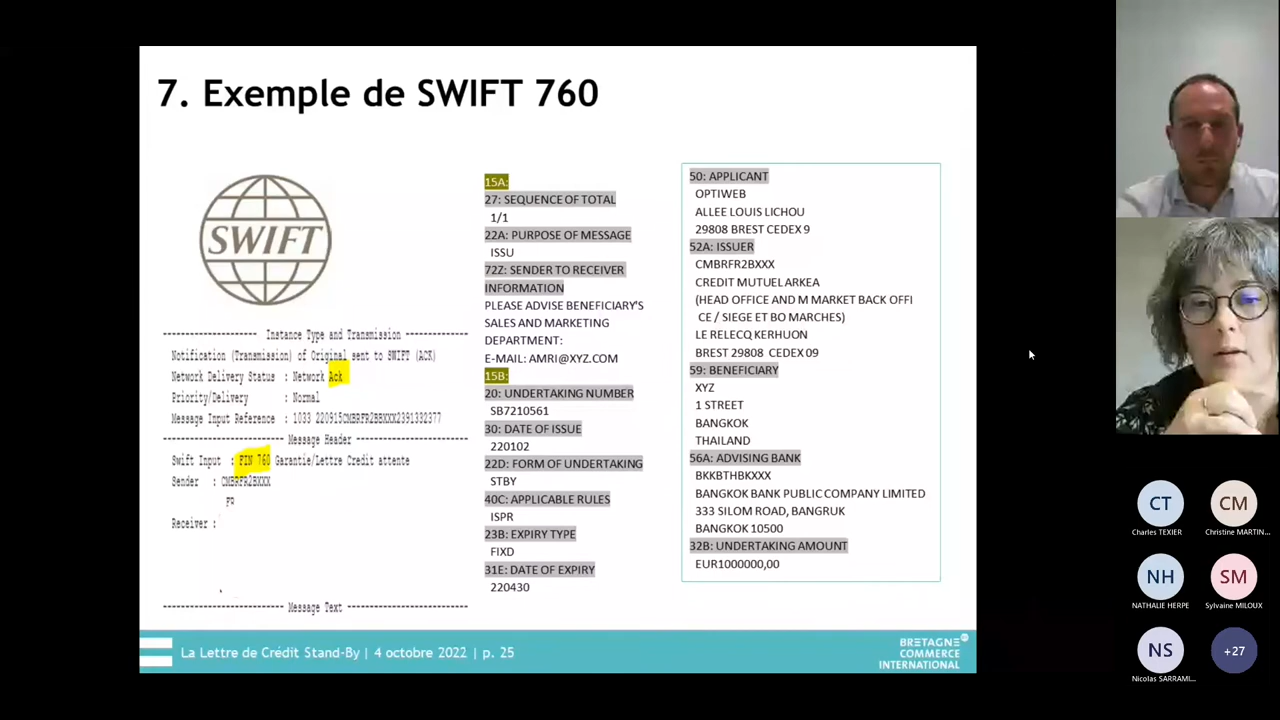 7. Exemple de SWIFT 760
SWIFT
Instance Type and Transmission
Notification (Transmission) of Original sent to SWIFT (ACK)
Network Delivery Status : Network Ack
Priority/Delivery : Normal
Message Input Reference : 1033 220915CMBRFR2BBXXX2391332377
Message Header
Swift Input : FIN 760 Garantie/Lettre Credit attente
Sender : CMBRFR2BXXX
FR
Receiver :
Message Text
15A:
27: SEQUENCE OF TOTAL
1/1
22A: PURPOSE OF MESSAGE
ISSU
72Z: SENDER TO RECEIVER
INFORMATION
PLEASE ADVISE BENEFICIARY'S
SALES AND MARKETING
DEPARTMENT:
E-MAIL: AMRI@XYZ.COM
15B:
20: UNDERTAKING NUMBER
SB7210561
30: DATE OF ISSUE
220102
22D: FORM OF UNDERTAKING
STBY
40C: APPLICABLE RULES
ISPR
23B: EXPIRY TYPE
FIXD
31E: DATE OF EXPIRY
220430
50: APPLICANT
OPTIWEB
ALLEE LOUIS LICHOU
29808 BREST CEDEX 9
52A: ISSUER
CMBRFR2BXXX
CREDIT MUTUEL ARKEA
(HEAD OFFICE AND M MARKET BACK OFFI
CE / SIEGE ET BO MARCHES)
LE RELECQ KERHUON
BREST 29808 CEDEX 09
59: BENEFICIARY
XYZ
1 STREET
BANGKOK
THAILAND
56A: ADVISING BANK
BKKBTHBKXXX
BANGKOK BANK PUBLIC COMPANY LIMITED
333 SILOM ROAD, BANGRUK
BANGKOK 10500
32B: UNDERTAKING AMOUNT
EUR1000000,00
La Lettre de Crédit Stand-By | 4 octobre 2022 | p. 25
BRETAGNE
COMMERCE
INTERNATIONAL
CT
Charles TEXIER
CM
Christine MARTIN...
NH
NATHALIE HERPE
SM
Sylvaine MILOUX
NS
Nicolas SARRAMI...
+27